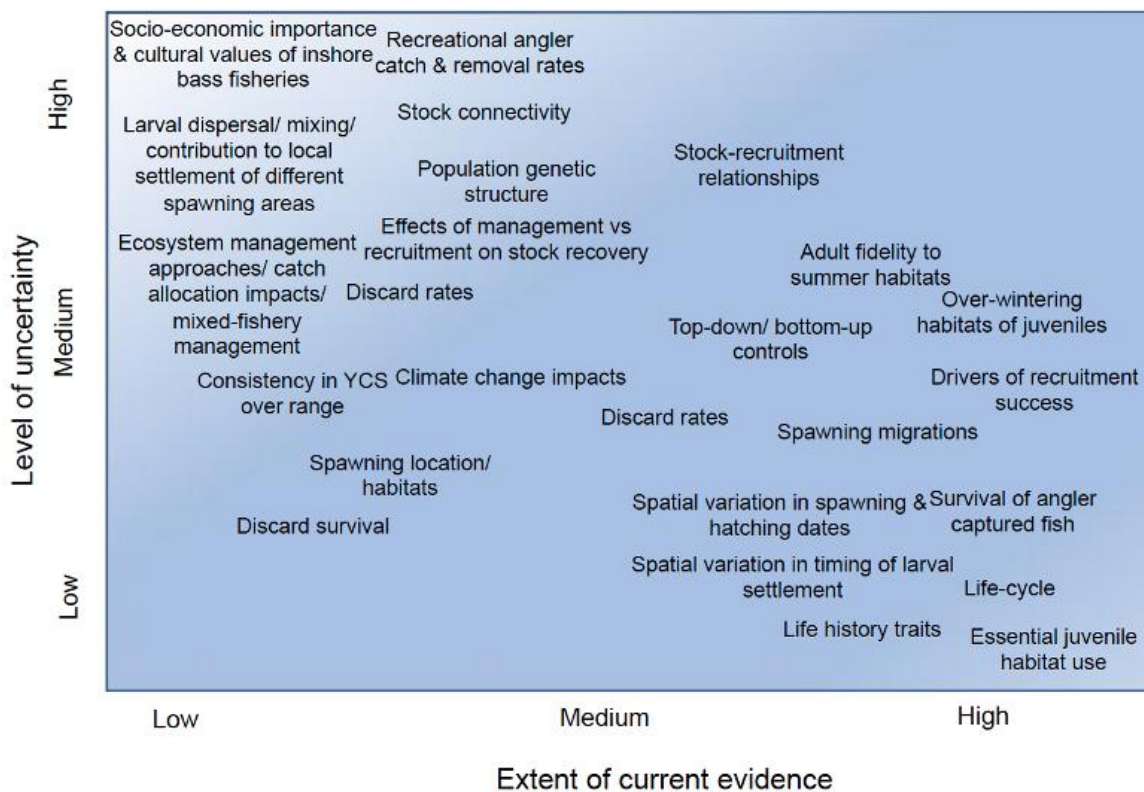 Socio-economic importance
& cultural values of inshore
bass fisheries
Recreational angler
catch & removal rates
Stock connectivity
Larval dispersal/ mixing/
contribution to local
settlement of different
spawning areas
Population genetic
structure
Stock-recruitment
relationships
Effects of management vs
recruitment on stock recovery
Ecosystem management
approaches/ catch
allocation impacts/
mixed-fishery
management
Discard rates
Adult fidelity to
summer habitats
Over-wintering
habitats of juveniles
Top-down/ bottom-up
controls
Consistency in YCS
over range
Climate change impacts
Drivers of recruitment
success
Discard rates
Spawning migrations
Spawning location/
habitats
Discard survival
Spatial variation in spawning &
hatching dates
Survival of angler
captured fish
Spatial variation in timing of larval
settlement
Life-cycle
Life history traits
Essential juvenile
habitat use
High
Medium
Low
Level of uncertainty
Low
Medium
High
Extent of current evidence